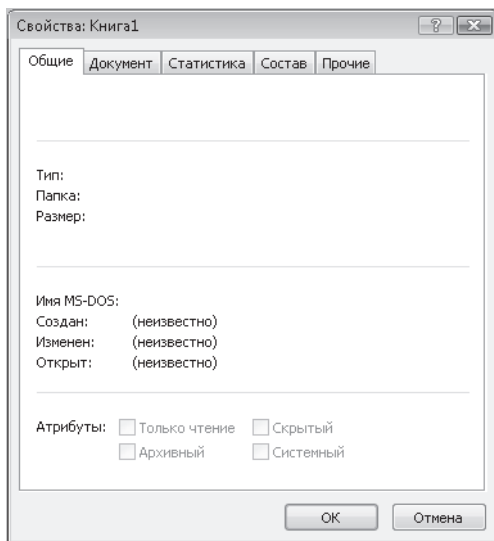 Свойства: Книга1
Общие Документ Статистика Состав Прочие
Тип:
Папка:
Размер:
Имя MS-DOS:
Создан: (неизвестно)
Изменен: (неизвестно)
Открыт: (неизвестно)
Атрибуты: Только чтение Скрытый
Архивный Системный
ОК Отмена